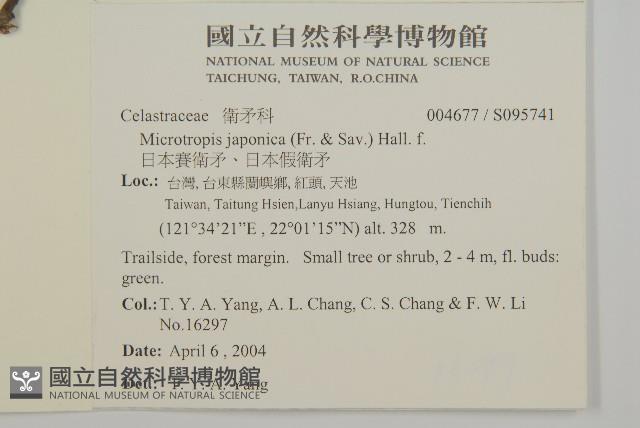 國立自然科學博物館
NATIONAL MUSEUM OF NATURAL SCIENCE
TAICHUNG, TAIWAN, R.O.CHINA
Celastraceae 衛矛科 004677 / S095741
Microtropis japonica (Fr. & Sav.) Hall. f.
日本賽衛矛、日本假衛矛
Loc.: 台灣, 台東縣蘭嶼鄉, 紅頭, 天池
Taiwan, Taitung Hsien,Lanyu Hsiang, Hungtou, Tienchih
(121°34'21”E , 22°01'15”N) alt. 328 m.
Trailside, forest margin. Small tree or shrub, 2 - 4 m, fl. buds:
green.
Col.: T. Y. A. Yang, A. L. Chang, C. S. Chang & F. W. Li
No.16297
Date: April 6 , 2004
Det.: T. Y. A. Yang
國立自然科學博物館
NATIONAL MUSEUM OF NATURAL SCIENCE